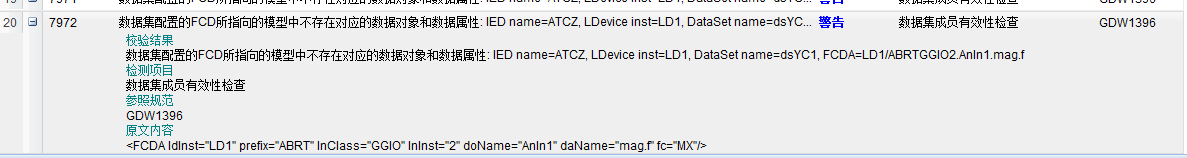 20 7972 数据集配置的FCD所指向的模型中不存在对应的数据对象和数据属性: IED name=ATCZ, LDevice inst=LD1, DataSet name=dsYC... 警告 数据集成员有效性检查 GDW1396
校验结果
数据集配置的FCD所指向的模型中不存在对应的数据对象和数据属性: IED name=ATCZ, LDevice inst=LD1, DataSet name=dsYC1, FCDA=LD1/ABRTGGIO2.AnIn1.mag.f
检测项目
数据集成员有效性检查
参照规范
GDW1396
原文内容
<FCDA ldInst="LD1" prefix="ABRT" lnClass="GGIO" lnInst="2" doName="AnIn1" daName="mag.f" fc="MX"/>